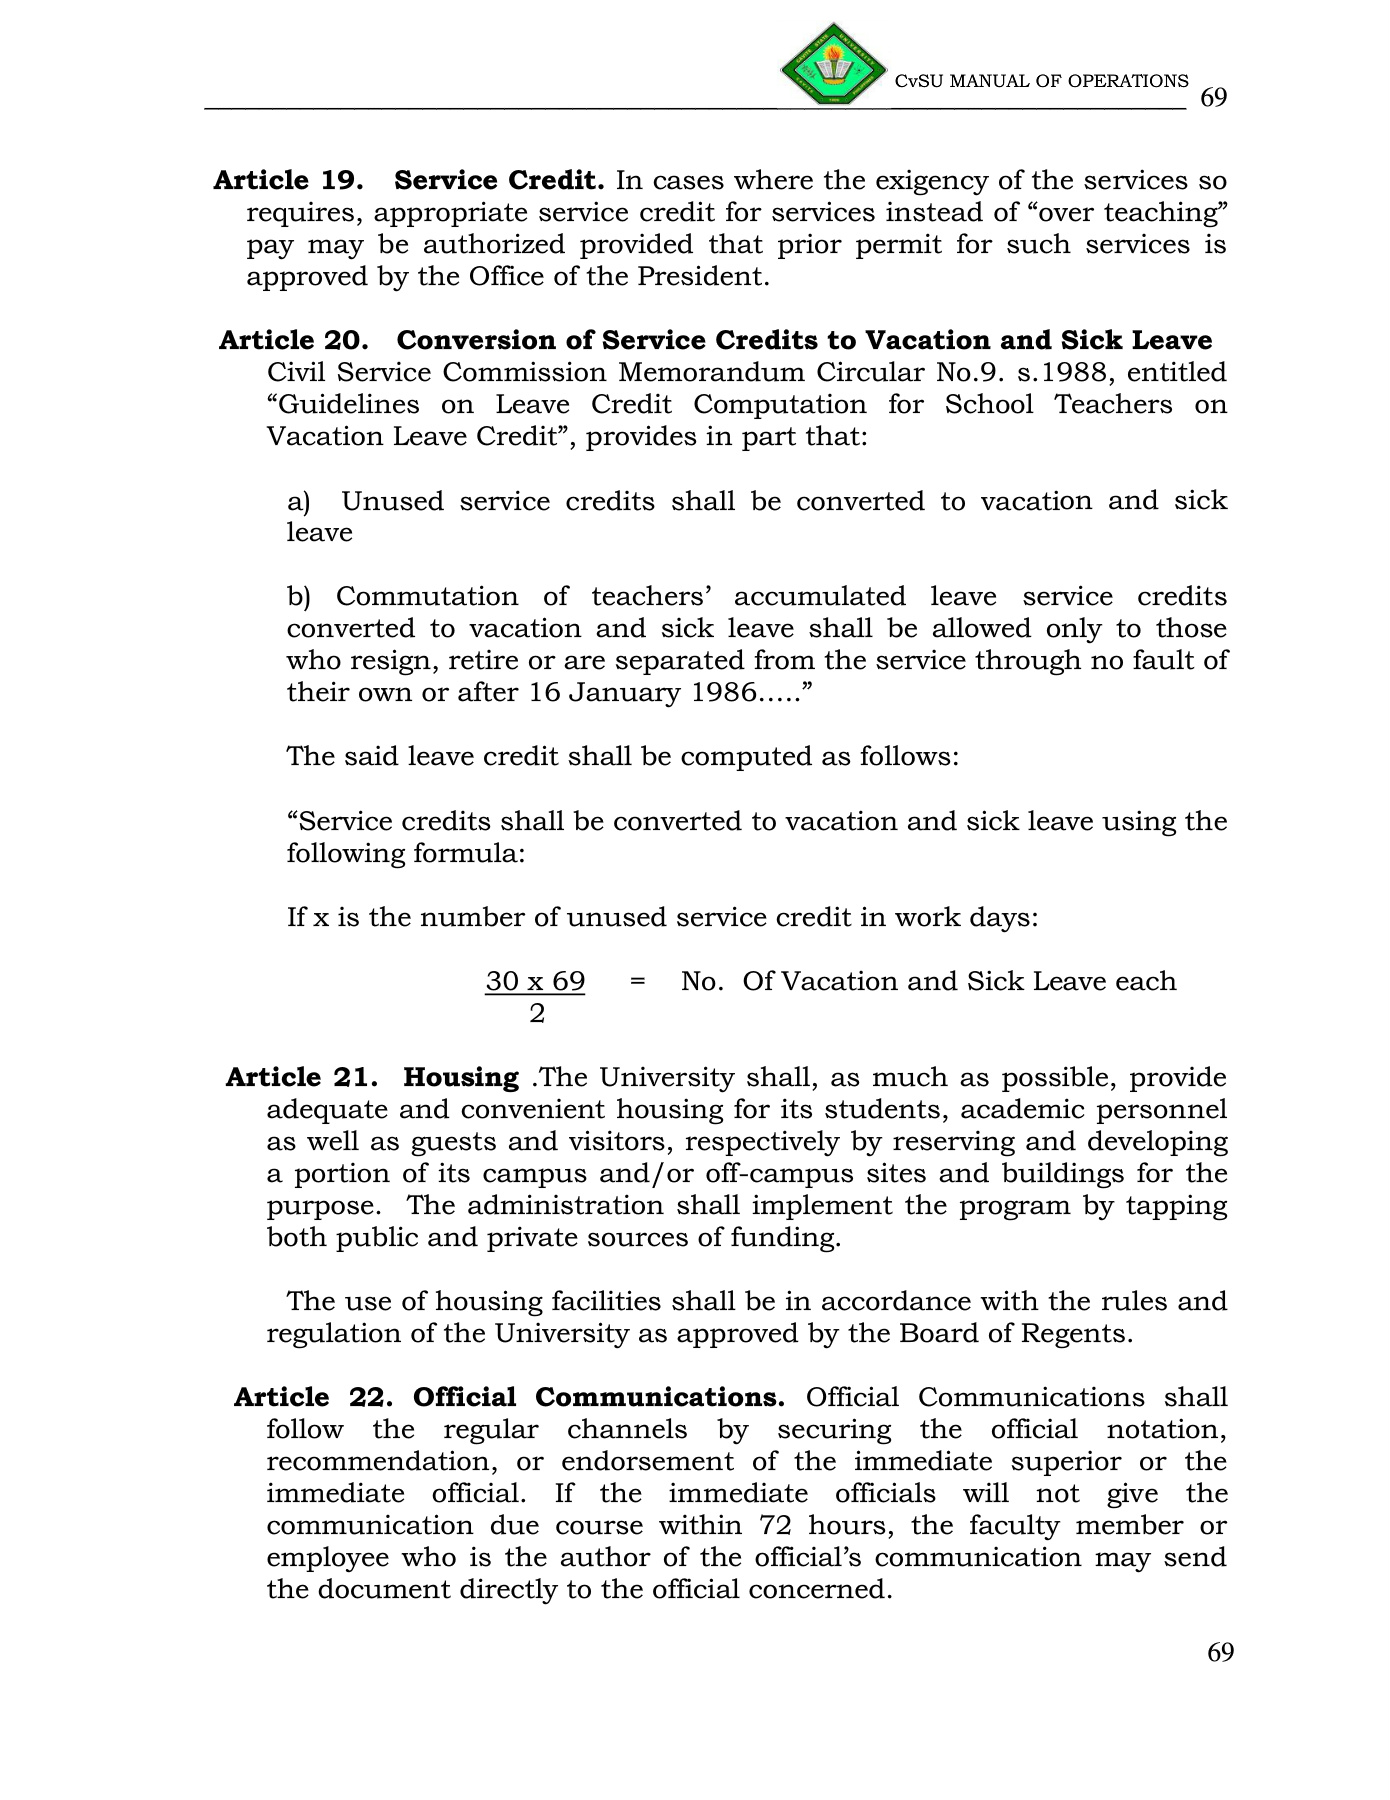 CvSU MANUAL OF OPERATIONS 69
Article 19. Service Credit. In cases where the exigency of the services so
requires, appropriate service credit for services instead of “over teaching”
pay may be authorized provided that prior permit for such services is
approved by the Office of the President.
Article 20. Conversion of Service Credits to Vacation and Sick Leave
Civil Service Commission Memorandum Circular No.9. s.1988, entitled
“Guidelines on Leave Credit Computation for School Teachers on
Vacation Leave Credit”, provides in part that:
a) Unused service credits shall be converted to vacation and sick
leave
b) Commutation of teachers’ accumulated leave service credits
converted to vacation and sick leave shall be allowed only to those
who resign, retire or are separated from the service through no fault of
their own or after 16 January 1986…..”
The said leave credit shall be computed as follows:
“Service credits shall be converted to vacation and sick leave using the
following formula:
If x is the number of unused service credit in work days:
30 x 69 = No. Of Vacation and Sick Leave each
2
Article 21. Housing .The University shall, as much as possible, provide
adequate and convenient housing for its students, academic personnel
as well as guests and visitors, respectively by reserving and developing
a portion of its campus and/or off-campus sites and buildings for the
purpose. The administration shall implement the program by tapping
both public and private sources of funding.
The use of housing facilities shall be in accordance with the rules and
regulation of the University as approved by the Board of Regents.
Article 22. Official Communications. Official Communications shall
follow the regular channels by securing the official notation,
recommendation, or endorsement of the immediate superior or the
immediate official. If the immediate officials will not give the
communication due course within 72 hours, the faculty member or
employee who is the author of the official’s communication may send
the document directly to the official concerned.
69